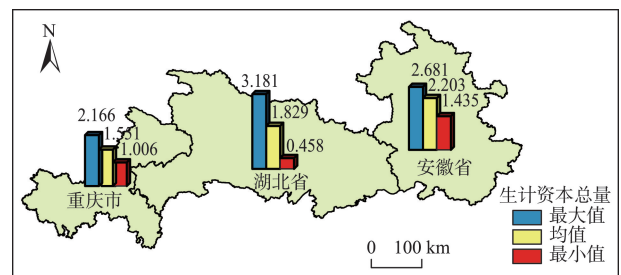 N
2.166
1.531
1.006
重庆市
3.181
1.829
0.458
湖北省
2.681
2.203
1.435
安徽省
生计资本总量
最大值
均值
最小值
0 100 km